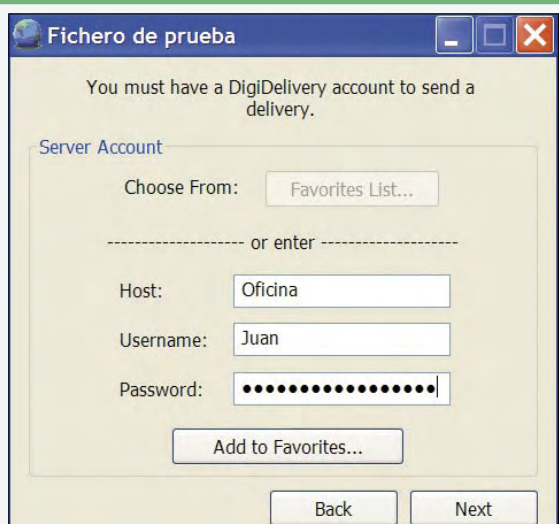 Fichero de prueba
You must have a DigiDelivery account to send a
delivery.
Server Account
Choose From: Favorites List...
-------------------- or enter --------------------
Host: Oficina
Username: Juan
Password: •••••••••••••••••
Add to Favorites...
Back Next